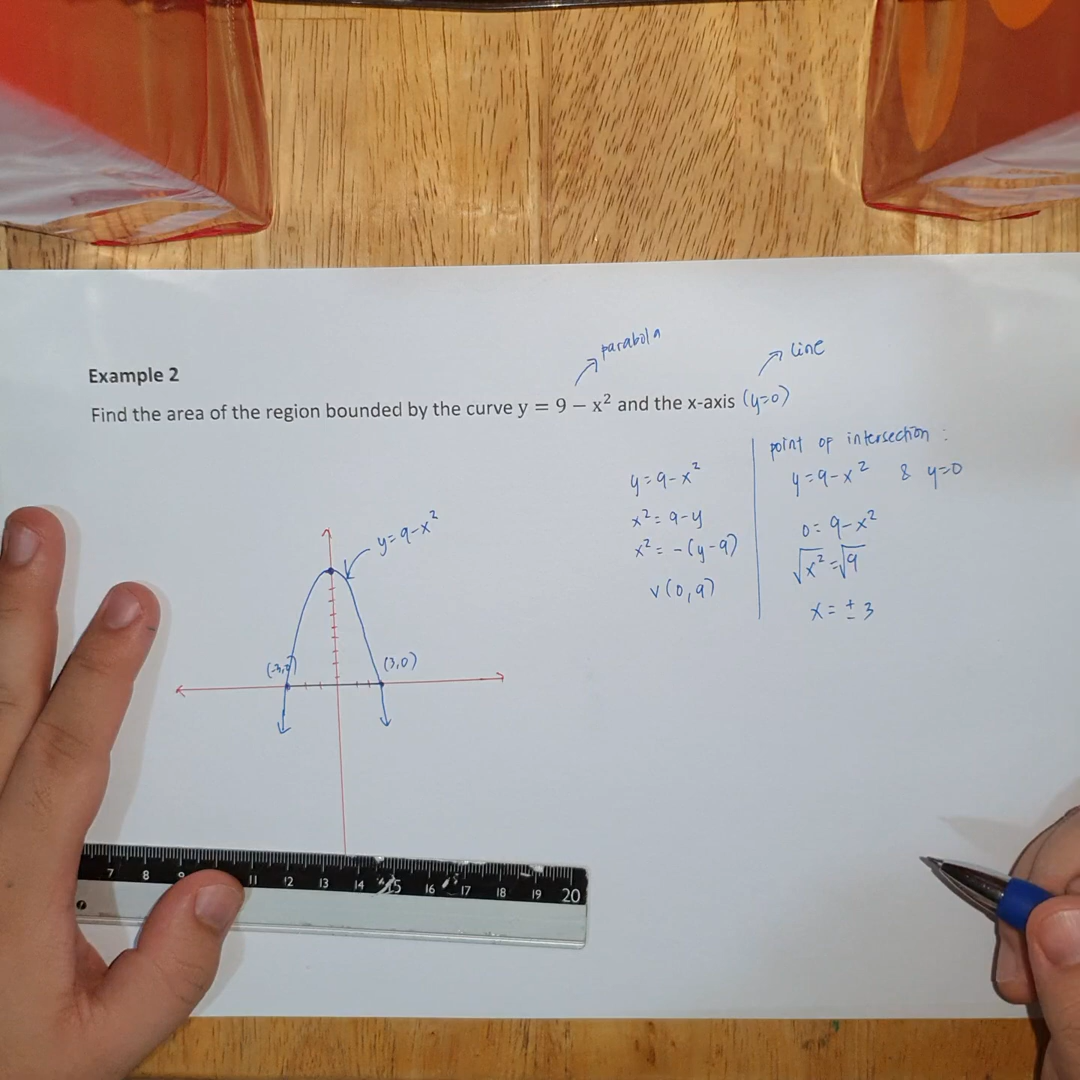 parabola
line
Example 2
Find the area of the region bounded by the curve y = 9 − x² and the x-axis (y=0)
y=9-x²
x²= 9-y
x²= -(y-9)
V(0,9)
point of intersection :
y=9-x² & y=0
0= 9-x²
√x²=√9
x= ± 3
y=9-x²
(3,0)
7 8 9 11 12 13 14 15 16 17 18 19 20